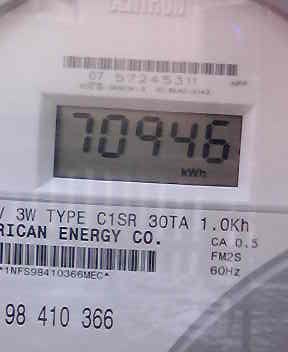 CENTRON
07 57245311
70946
kWh
V 3W TYPE C1SR 30TA 1.0Kh
RICAN ENERGY CO.
CA 0.5
FM2S
60Hz
*1NFS98410366MEC*
98 410 366